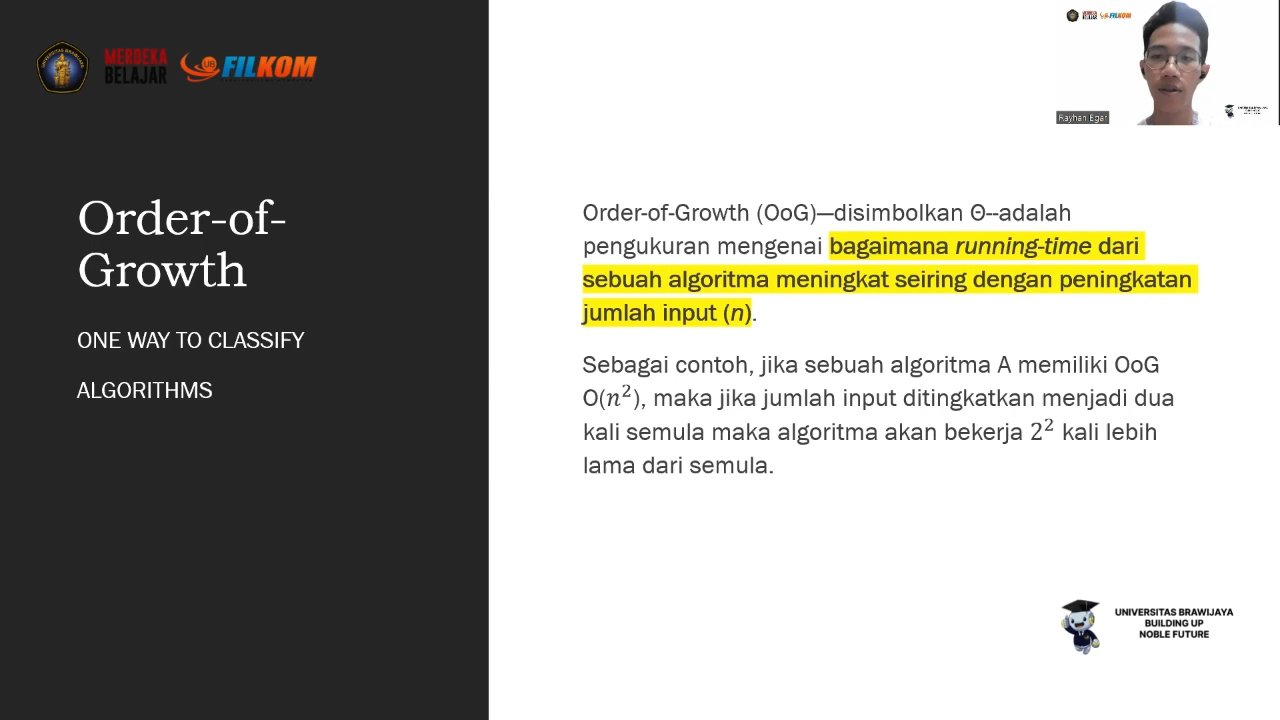 MERDEKA
BELAJAR
UB FILKOM
Order-of-
Growth
ONE WAY TO CLASSIFY
ALGORITHMS
Order-of-Growth (OoG)—disimbolkan Θ--adalah
pengukuran mengenai bagaimana running-time dari
sebuah algoritma meningkat seiring dengan peningkatan
jumlah input (n).
Sebagai contoh, jika sebuah algoritma A memiliki OoG
O(n²), maka jika jumlah input ditingkatkan menjadi dua
kali semula maka algoritma akan bekerja 2² kali lebih
lama dari semula.
Rayhan Egar
UNIVERSITAS BRAWIJAYA
BUILDING UP
NOBLE FUTURE